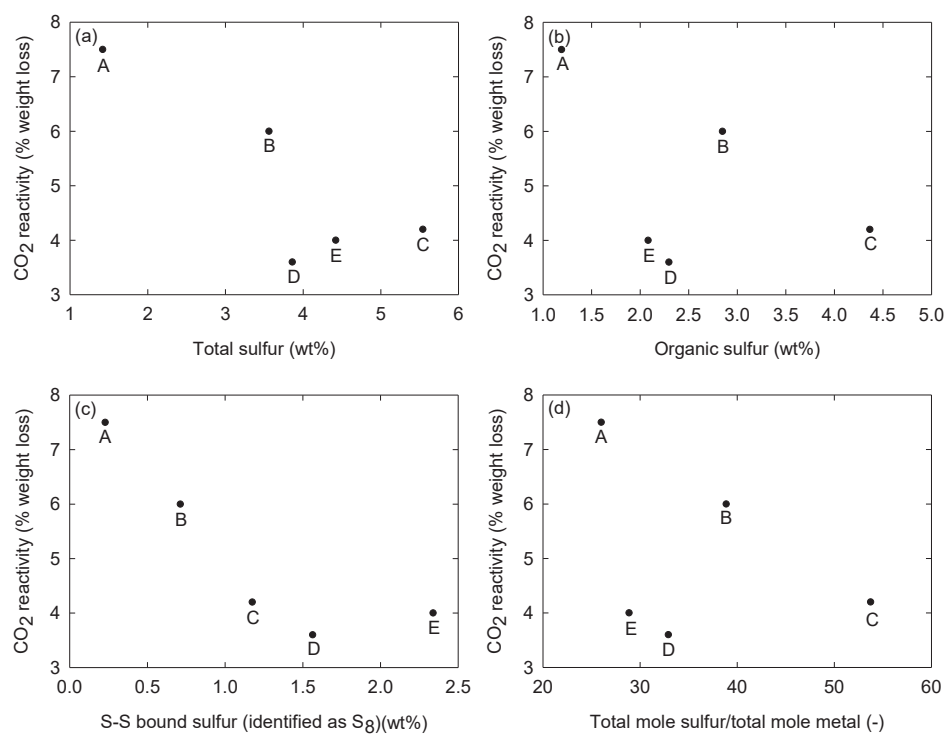 (a)
8
7
6
5
4
3
CO2 reactivity (% weight loss)
A
B
D
E
C
1 2 3 4 5 6
Total sulfur (wt%)
(b)
8
7
6
5
4
3
CO2 reactivity (% weight loss)
A
B
E
D
C
1.0 1.5 2.0 2.5 3.0 3.5 4.0 4.5 5.0
Organic sulfur (wt%)
(c)
8
7
6
5
4
3
CO2 reactivity (% weight loss)
A
B
C
D
E
0.0 0.5 1.0 1.5 2.0 2.5
S-S bound sulfur (identified as S8)(wt%)
(d)
8
7
6
5
4
3
CO2 reactivity (% weight loss)
A
B
E
D
C
20 30 40 50 60
Total mole sulfur/total mole metal (-)